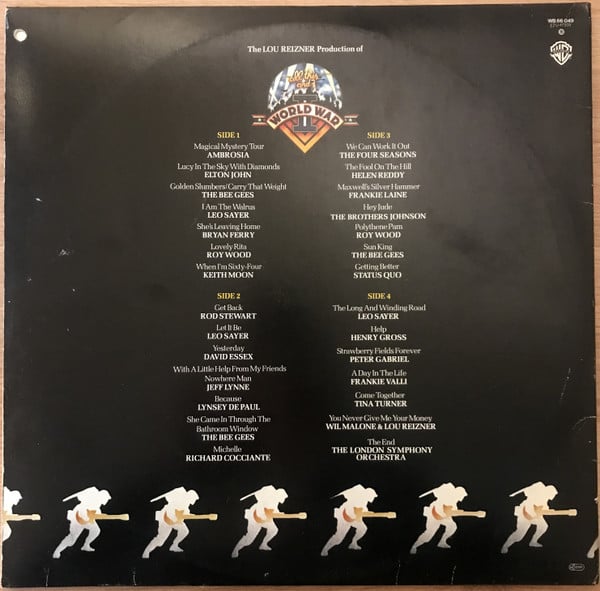 The LOU REIZNER Production of
WB 66 049
all this and
WORLD WAR
II
SIDE 1
Magical Mystery Tour
AMBROSIA
Lucy In The Sky With Diamonds
ELTON JOHN
Golden Slumbers/Carry That Weight
THE BEE GEES
I Am The Walrus
LEO SAYER
She's Leaving Home
BRYAN FERRY
Lovely Rita
ROY WOOD
When I'm Sixty-Four
KEITH MOON
SIDE 3
We Can Work It Out
THE FOUR SEASONS
The Fool On The Hill
HELEN REDDY
Maxwell's Silver Hammer
FRANKIE LAINE
Hey Jude
THE BROTHERS JOHNSON
Polythene Pam
ROY WOOD
Sun King
THE BEE GEES
Getting Better
STATUS QUO
SIDE 2
Get Back
ROD STEWART
Let It Be
LEO SAYER
Yesterday
DAVID ESSEX
With A Little Help From My Friends
Nowhere Man
JEFF LYNNE
Because
LYNSEY DE PAUL
She Came In Through The
Bathroom Window
THE BEE GEES
Michelle
RICHARD COCCIANTE
SIDE 4
The Long And Winding Road
LEO SAYER
Help
HENRY GROSS
Strawberry Fields Forever
PETER GABRIEL
A Day In The Life
FRANKIE VALLI
Come Together
TINA TURNER
You Never Give Me Your Money
WIL MALONE & LOU REIZNER
The End
THE LONDON SYMPHONY
ORCHESTRA